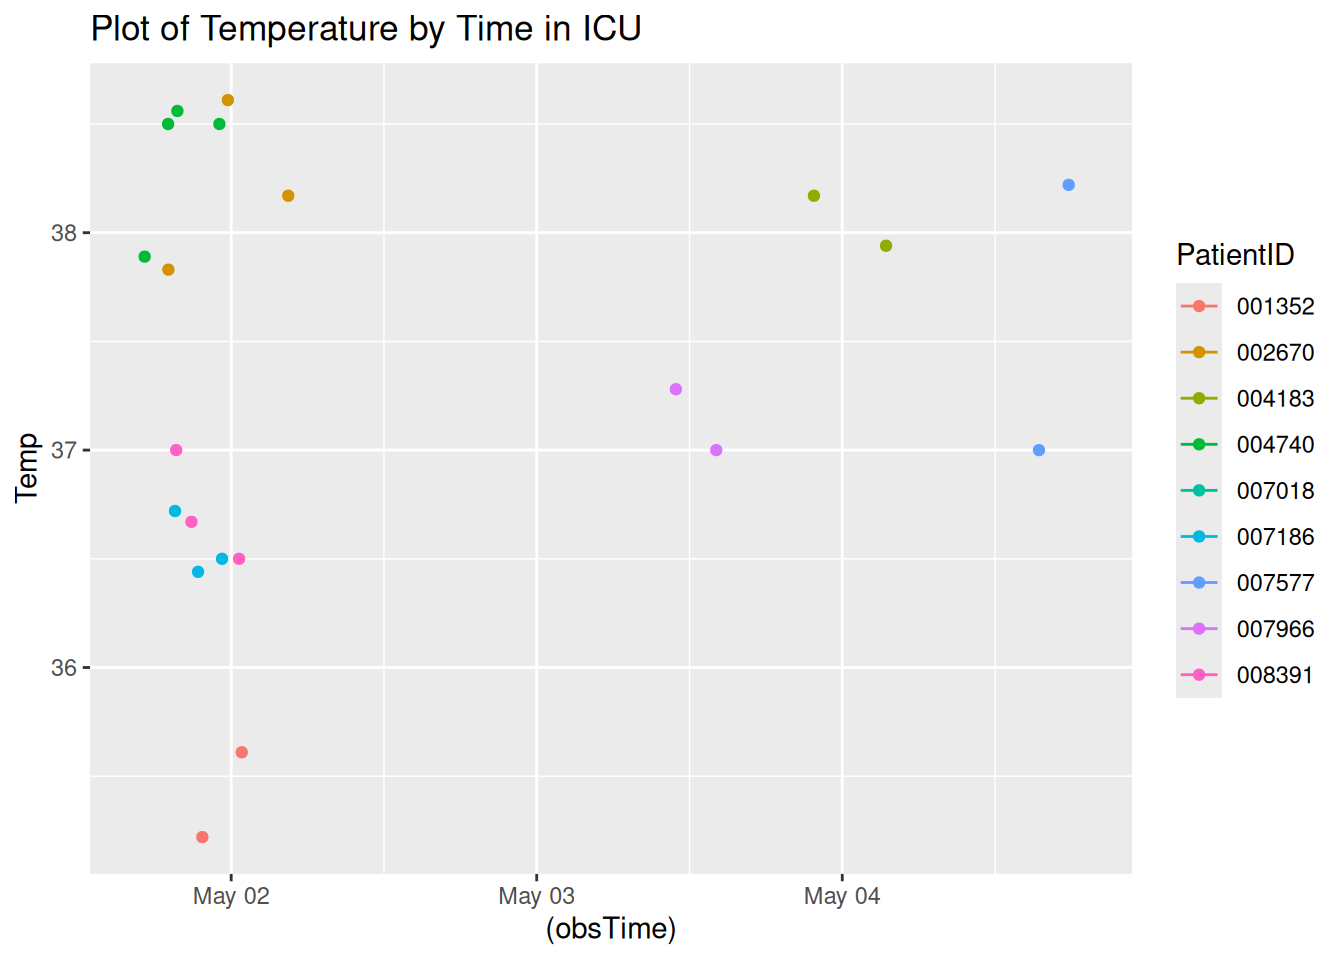 Plot of Temperature by Time in ICU
Temp
38
37
36
May 02
May 03
May 04
(obsTime)
PatientID
001352
002670
004183
004740
007018
007186
007577
007966
008391